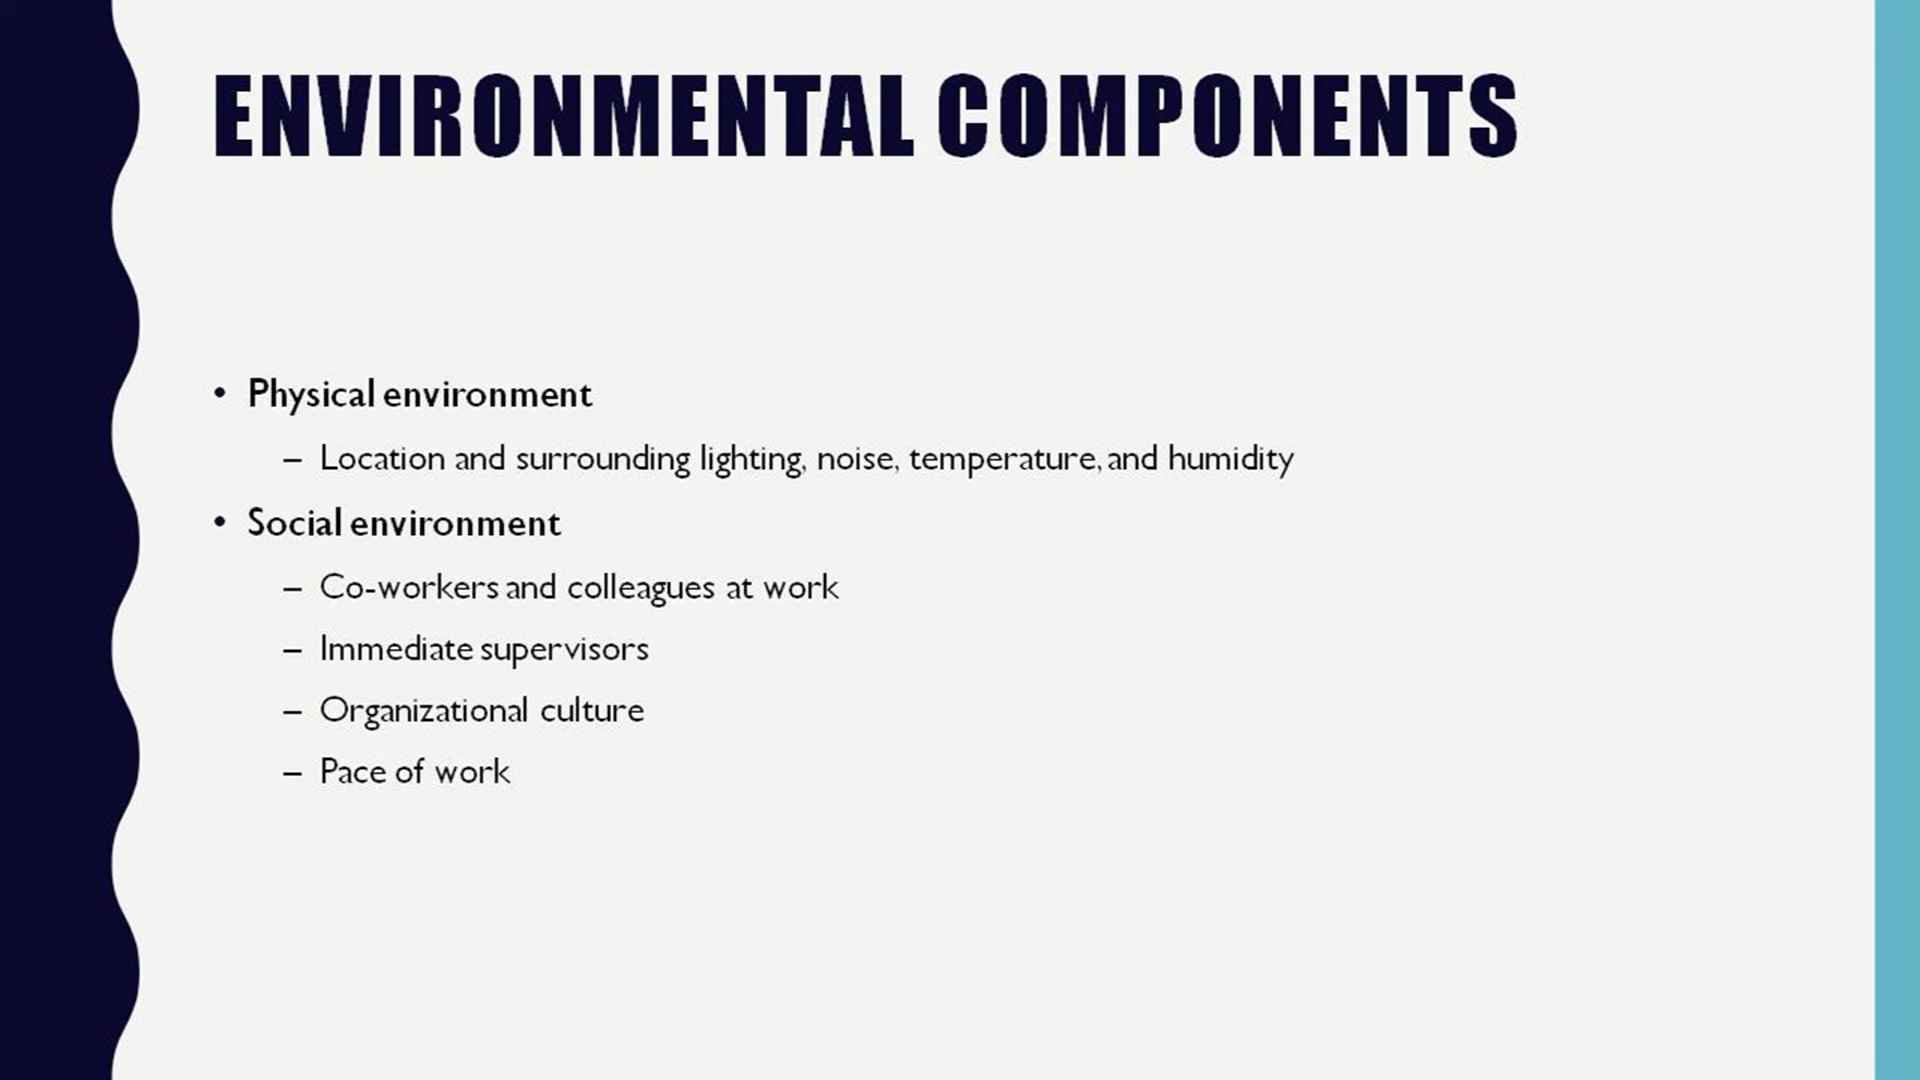 ENVIRONMENTAL COMPONENTS
• Physical environment
– Location and surrounding lighting, noise, temperature, and humidity
• Social environment
– Co-workers and colleagues at work
– Immediate supervisors
– Organizational culture
– Pace of work